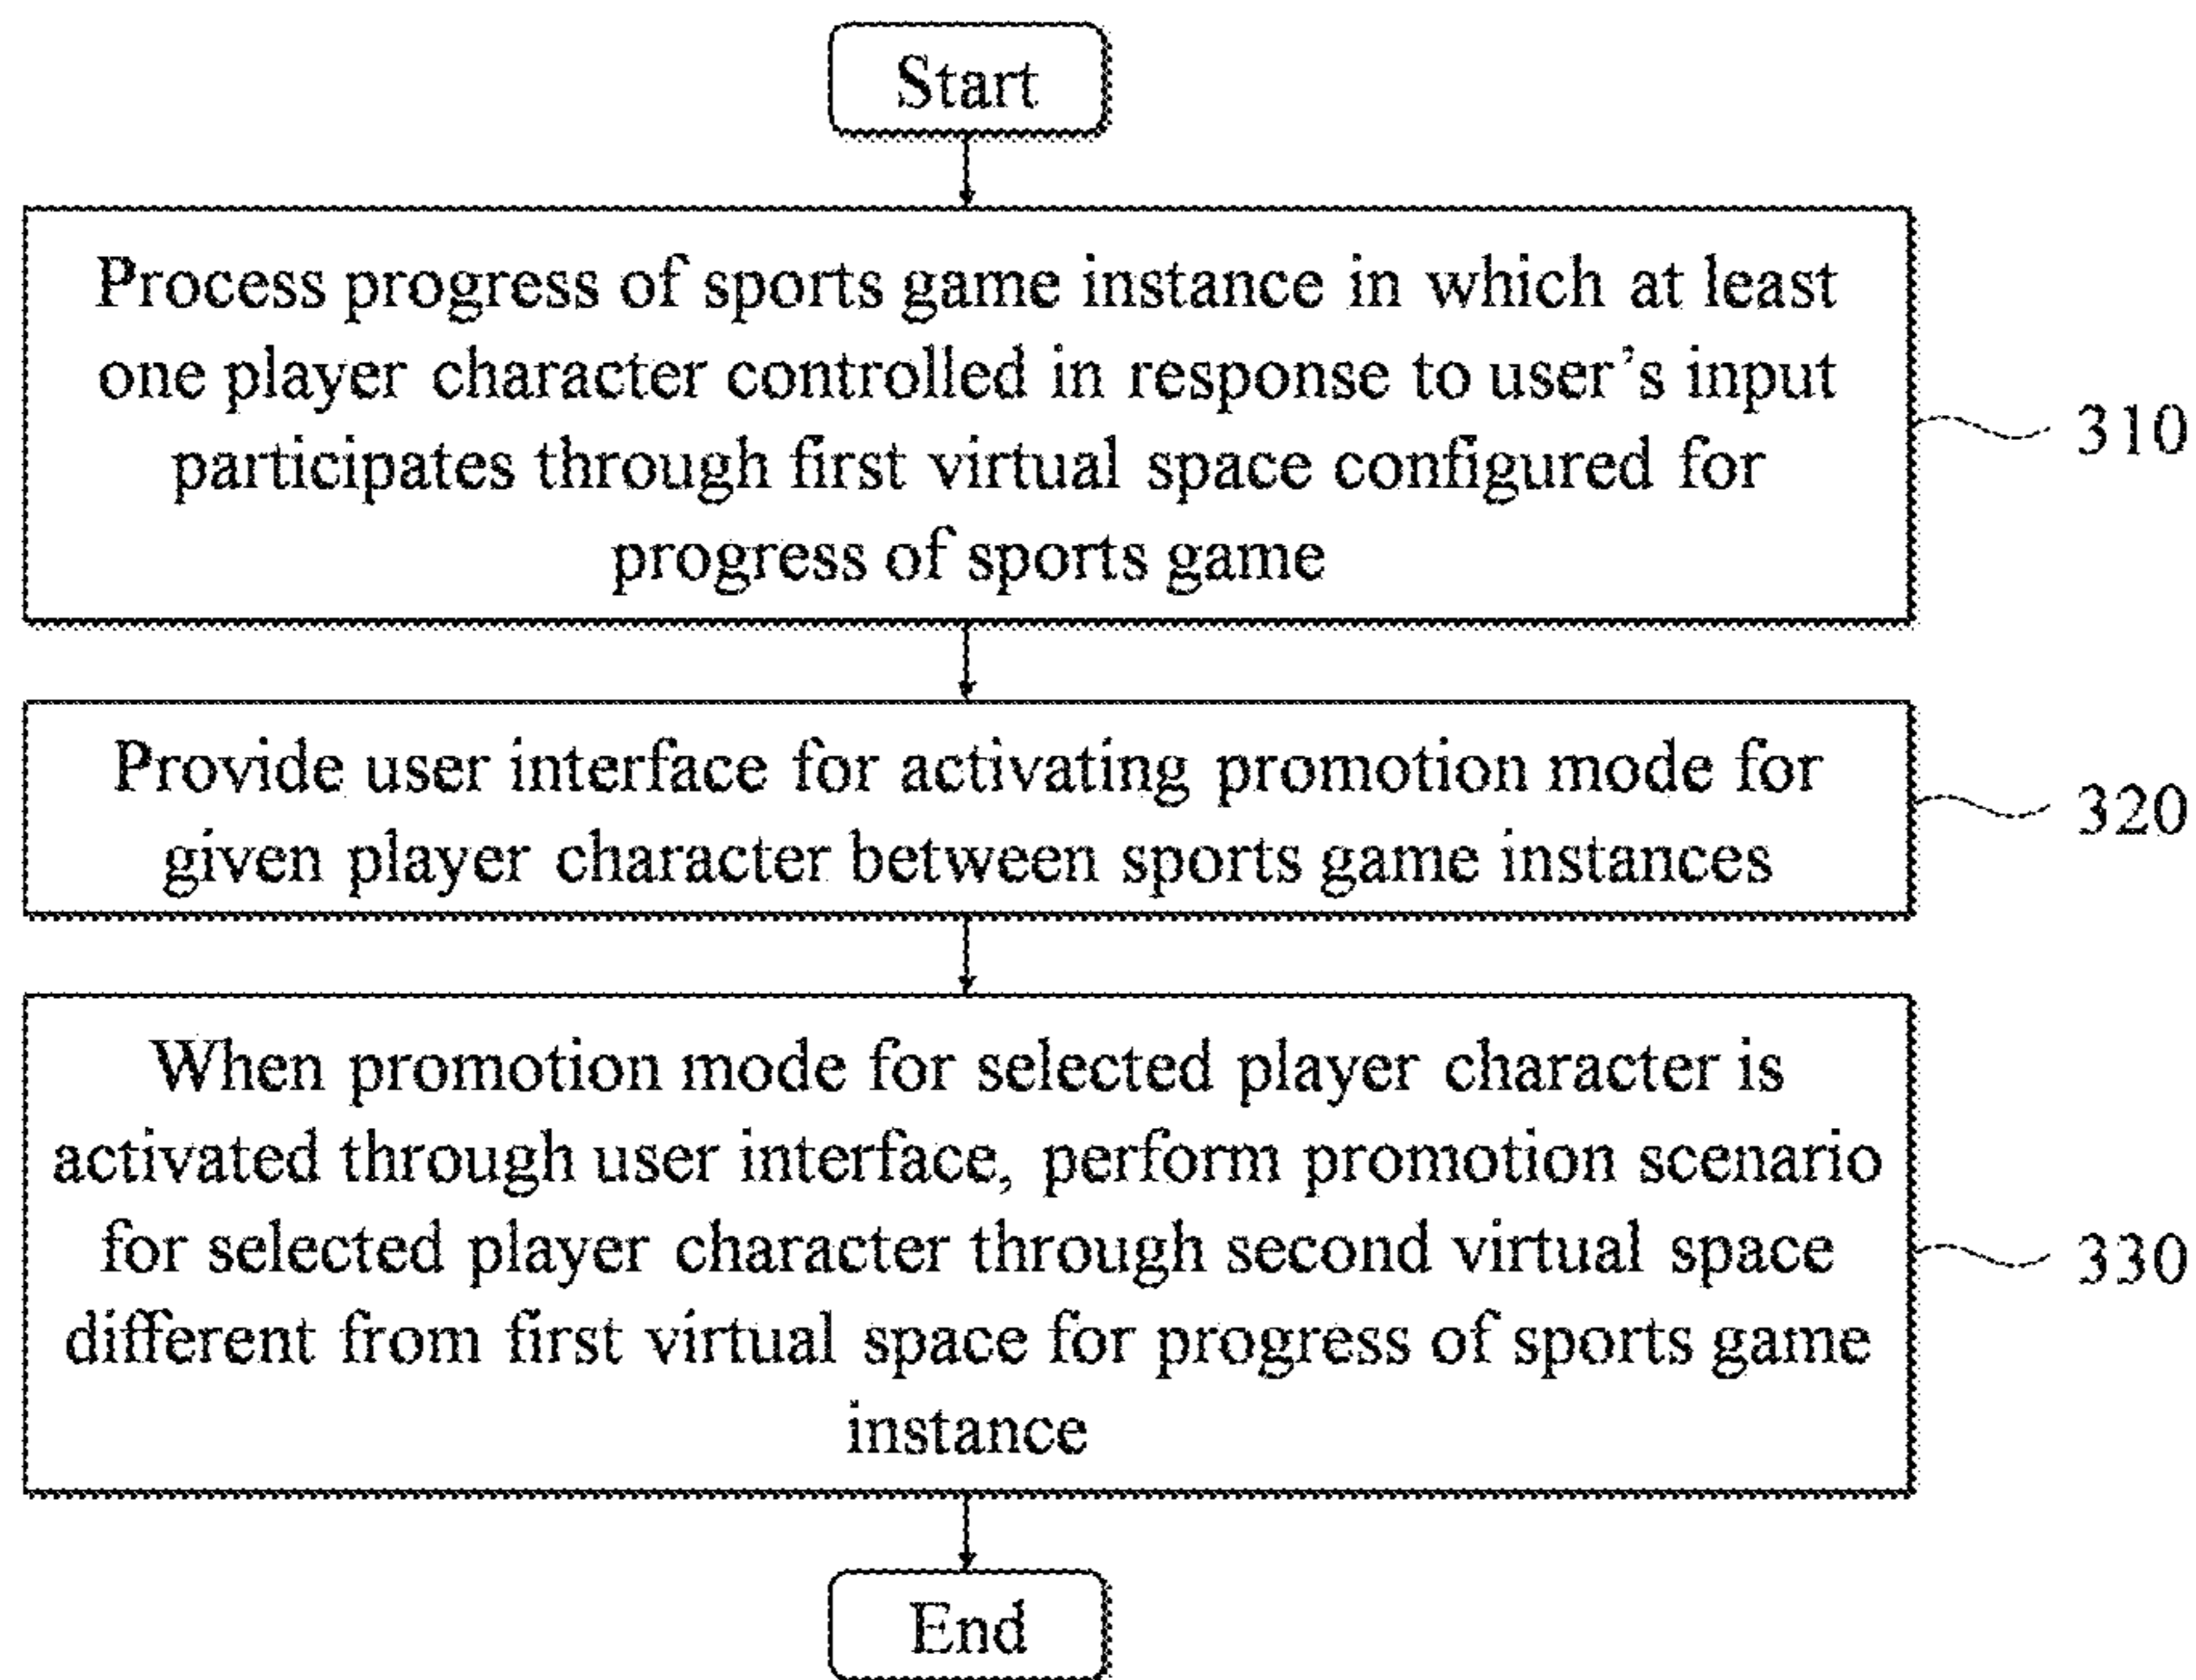 Start
Process progress of sports game instance in which at least
one player character controlled in response to user's input
participates through first virtual space configured for
progress of sports game
310
Provide user interface for activating promotion mode for
given player character between sports game instances
320
When promotion mode for selected player character is
activated through user interface, perform promotion scenario
for selected player character through second virtual space
different from first virtual space for progress of sports game
instance
330
End